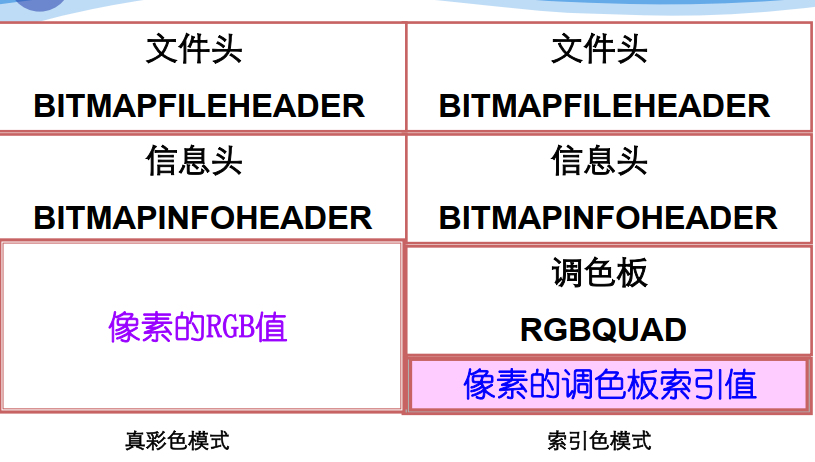 文件头
BITMAPFILEHEADER
信息头
BITMAPINFOHEADER
像素的RGB值
真彩色模式
文件头
BITMAPFILEHEADER
信息头
BITMAPINFOHEADER
调色板
RGBQUAD
像素的调色板索引值
索引色模式